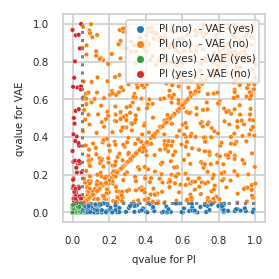 1.0
0.8
0.6
0.4
0.2
0.0
qvalue for VAE
PI (no) - VAE (yes)
PI (no) - VAE (no)
PI (yes) - VAE (yes)
PI (yes) - VAE (no)
0.0 0.2 0.4 0.6 0.8 1.0
qvalue for PI